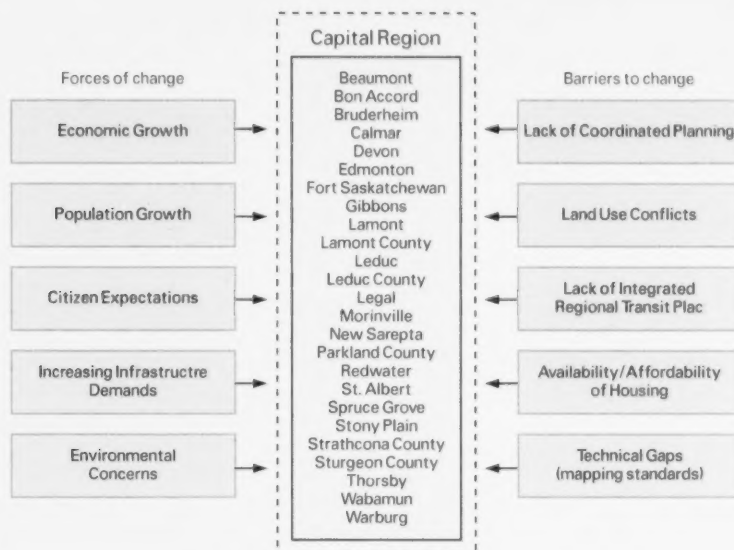 Capital Region
Forces of change
Economic Growth
Population Growth
Citizen Expectations
Increasing Infrastructre
Demands
Environmental
Concerns
Beaumont
Bon Accord
Bruderheim
Calmar
Devon
Edmonton
Fort Saskatchewan
Gibbons
Lamont
Lamont County
Leduc
Leduc County
Legal
Morinville
New Sarepta
Parkland County
Redwater
St. Albert
Spruce Grove
Stony Plain
Strathcona County
Sturgeon County
Thorsby
Wabamun
Warburg
Barriers to change
Lack of Coordinated Planning
Land Use Conflicts
Lack of Integrated
Regional Transit Plac
Availability/Affordability
of Housing
Technical Gaps
(mapping standards)